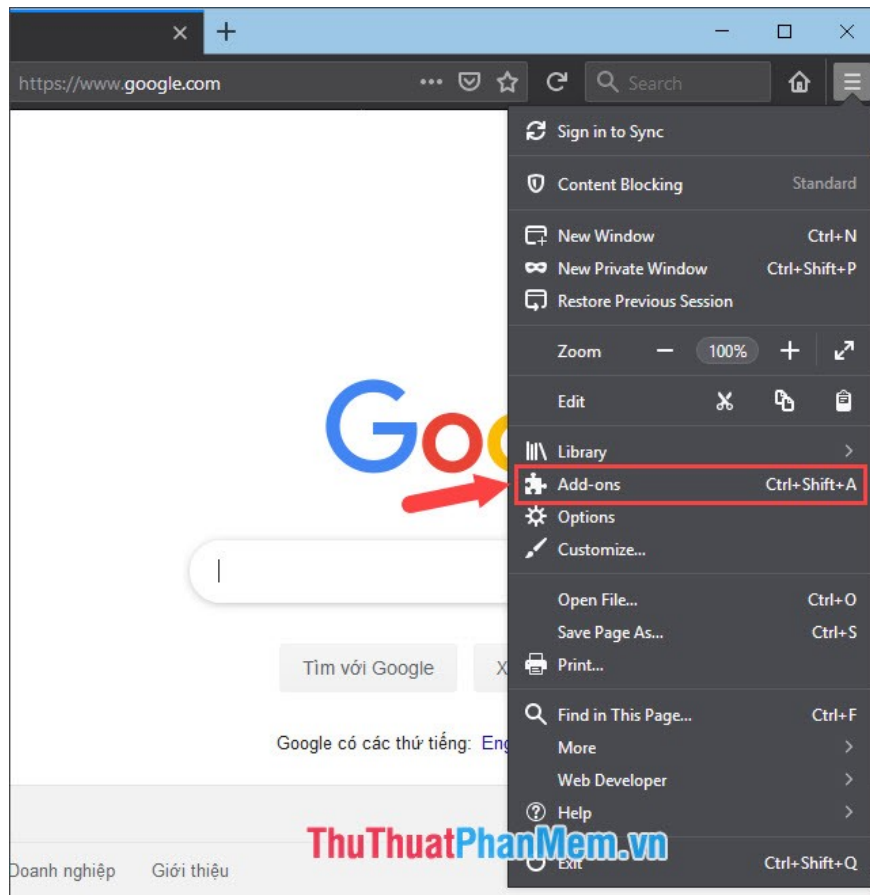 https://www.google.com
Search
Sign in to Sync
Content Blocking Standard
New Window Ctrl+N
New Private Window Ctrl+Shift+P
Restore Previous Session
Zoom 100%
Edit
Library
Add-ons Ctrl+Shift+A
Options
Customize...
Open File... Ctrl+O
Save Page As... Ctrl+S
Print...
Find in This Page... Ctrl+F
More
Web Developer
Help
Exit Ctrl+Shift+Q
Goo
Tìm với Google X
Google có các thứ tiếng: Eng
Doanh nghiệp Giới thiệu
ThuThuatPhanMem.vn